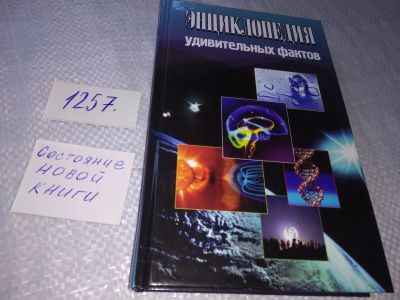 ЭНЦИКЛОПЕДИЯ
удивительных фактов
1257.
Состояние
новой
книги